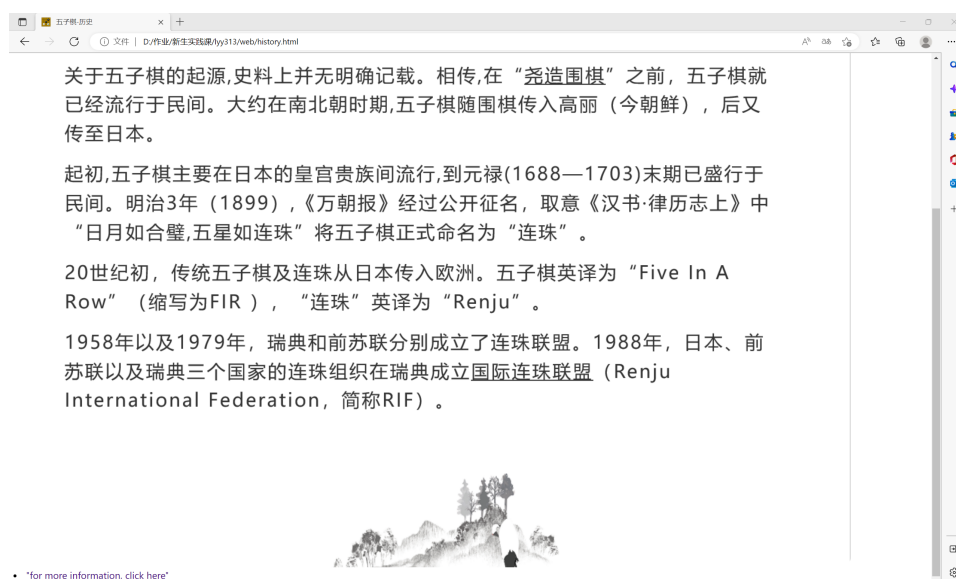 五子棋-历史
文件 | D:/作业/新生实践课/lyy313/web/history.html
关于五子棋的起源,史料上并无明确记载。相传,在“尧造围棋”之前，五子棋就
已经流行于民间。大约在南北朝时期,五子棋随围棋传入高丽（今朝鲜），后又
传至日本。
起初,五子棋主要在日本的皇宫贵族间流行,到元禄(1688—1703)末期已盛行于
民间。明治3年（1899）,《万朝报》经过公开征名，取意《汉书·律历志上》中
“日月如合璧,五星如连珠”将五子棋正式命名为“连珠”。
20世纪初，传统五子棋及连珠从日本传入欧洲。五子棋英译为“Five In A
Row”（缩写为FIR ），“连珠”英译为“Renju”。
1958年以及1979年，瑞典和前苏联分别成立了连珠联盟。1988年，日本、前
苏联以及瑞典三个国家的连珠组织在瑞典成立国际连珠联盟（Renju
International Federation，简称RIF）。
"for more information. click here"